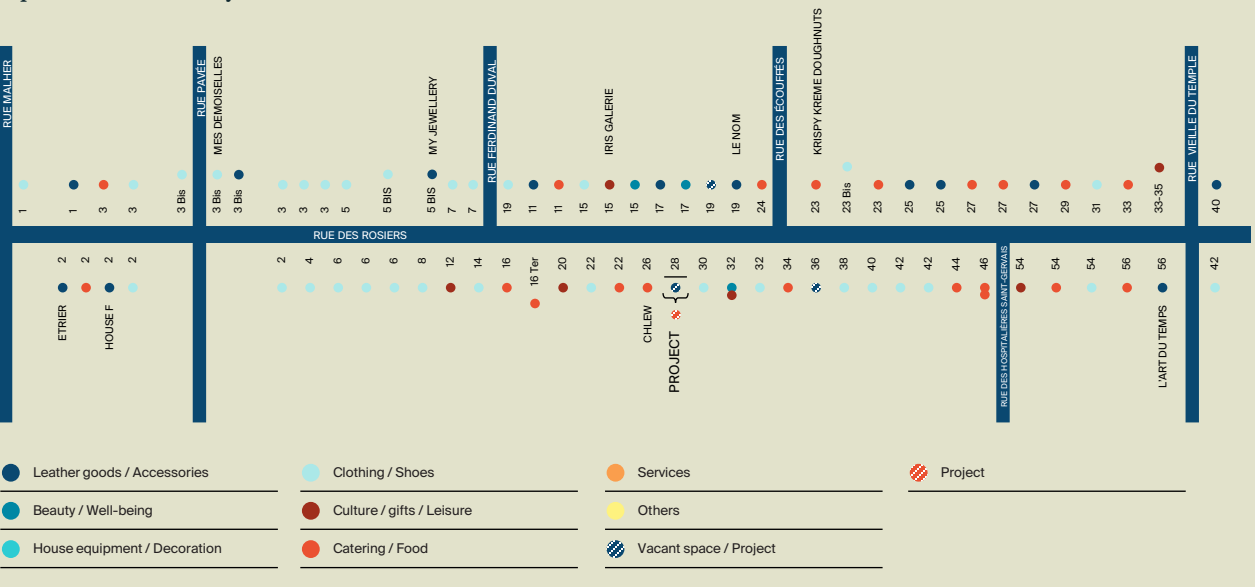 RUE MALHER
RUE PAVÉE
MES DEMOISELLES
MY JEWELLERY
RUE FERDINAND DUVAL
IRIS GALERIE
LE NOM
RUE DES ÉCOUFFÉS
KRISPY KREME DOUGHNUTS
RUE VIEILLE DU TEMPLE
1
1
3
3
3 Bis
3 Bis
3 Bis
3
3
3
5
5 BIS
5 BIS
7
7
19
11
11
15
15
15
17
17
19
19
24
23
23 Bis
23
25
25
27
27
27
29
31
33
33-35
40
RUE DES ROSIERS
2
2
2
2
2
4
6
6
6
8
12
14
16
16 Ter
20
22
22
26
28
30
32
32
34
36
38
40
42
42
44
46
RUE DES HOSPITALIÈRES SAINT-GERVAIS
54
54
54
56
56
42
ETRIER
HOUSE F
CHLEW
PROJECT
L'ART DU TEMPS
Leather goods / Accessories
Clothing / Shoes
Services
Project
Beauty / Well-being
Culture / gifts / Leisure
Others
House equipment / Decoration
Catering / Food
Vacant space / Project